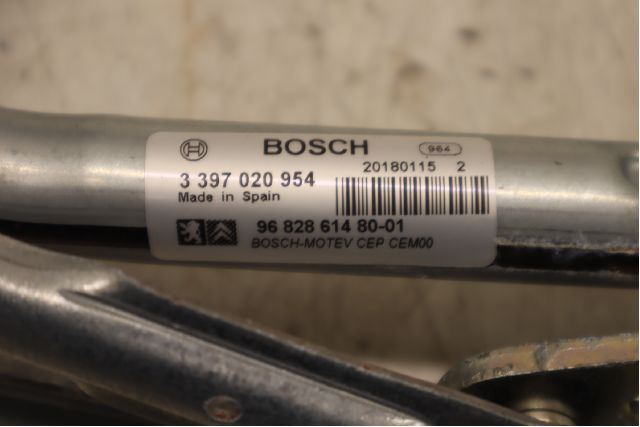 BOSCH 964
20180115 2
3 397 020 954
Made in Spain
96 828 614 80-01
BOSCH-MOTEV CEP CEM00